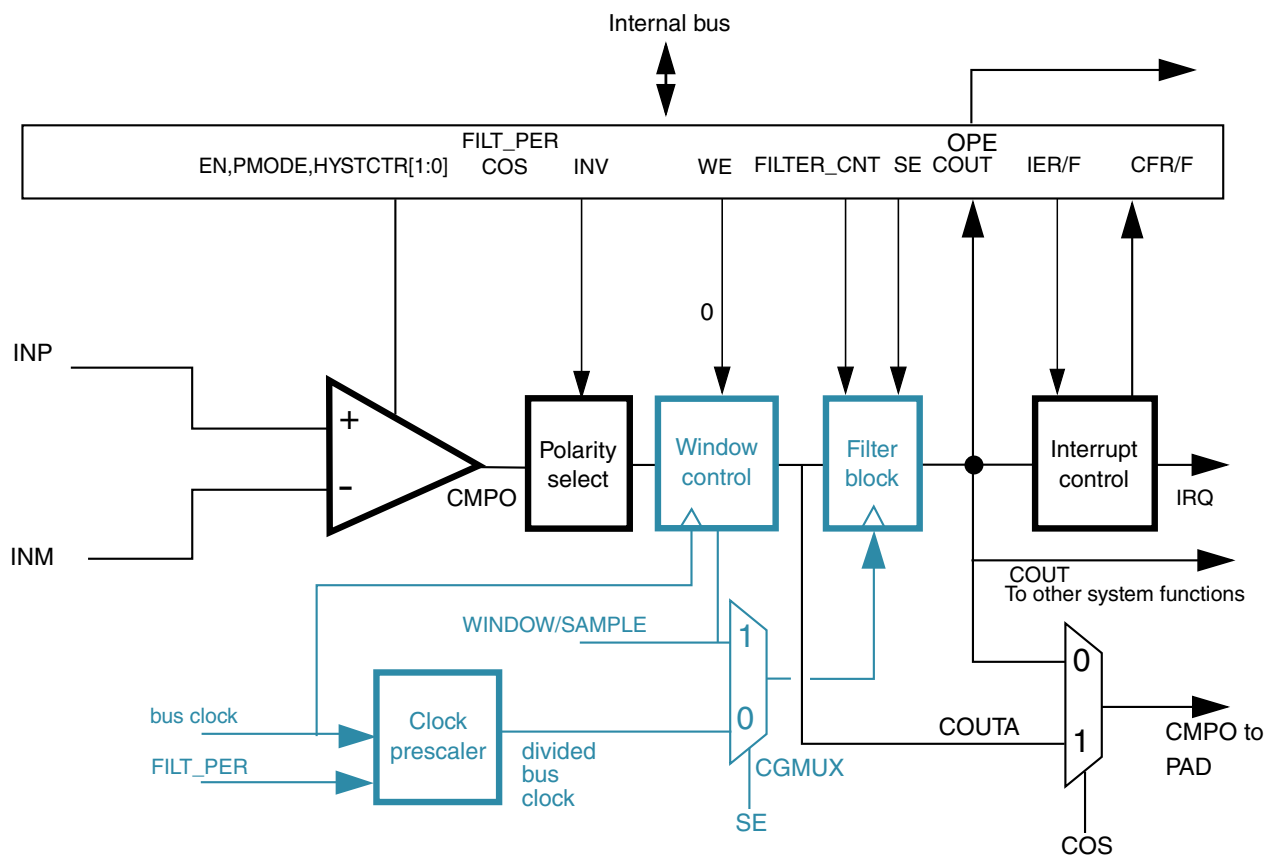 Internal bus
FILT_PER
OPE
EN,PMODE,HYSTCTR[1:0]
COS
INV
WE
FILTER_CNT
SE
COUT
IER/F
CFR/F
0
INP
+
-
INM
CMPO
Polarity
select
Window
control
Filter
block
Interrupt
control
IRQ
COUT
To other system functions
WINDOW/SAMPLE
1
0
CGMUX
SE
bus clock
FILT_PER
Clock
prescaler
divided
bus
clock
COUTA
0
1
CMPO to
PAD
COS